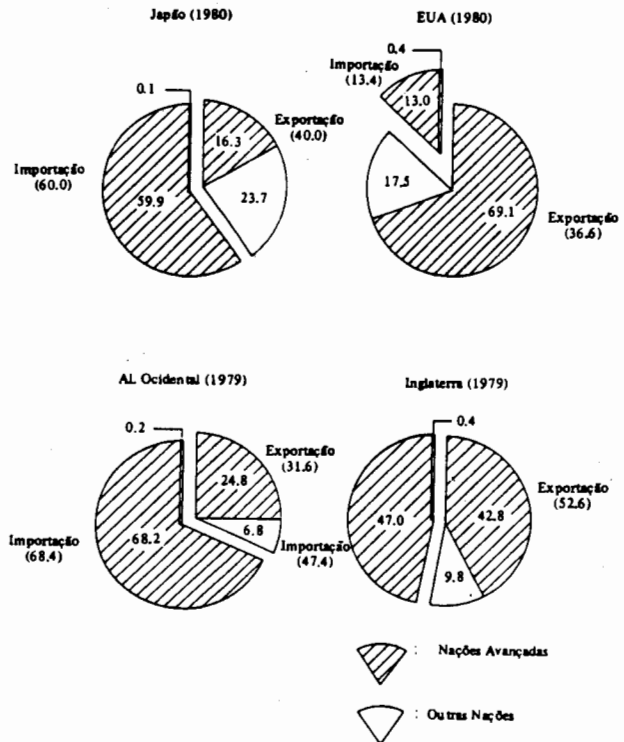 Japão (1980)
0.1
Exportação
(40.0)
16.3
Importação
(60.0)
59.9
23.7
EUA (1980)
0.4
Importação
(13.4)
13.0
17.5
69.1
Exportação
(36.6)
Al. Ocidental (1979)
0.2
Exportação
(31.6)
24.8
Importação
(68.4)
68.2
6.8
Inglaterra (1979)
0.4
Importação
(47.4)
47.0
42.8
Exportação
(52.6)
9.8
: Nações Avançadas
: Outras Nações